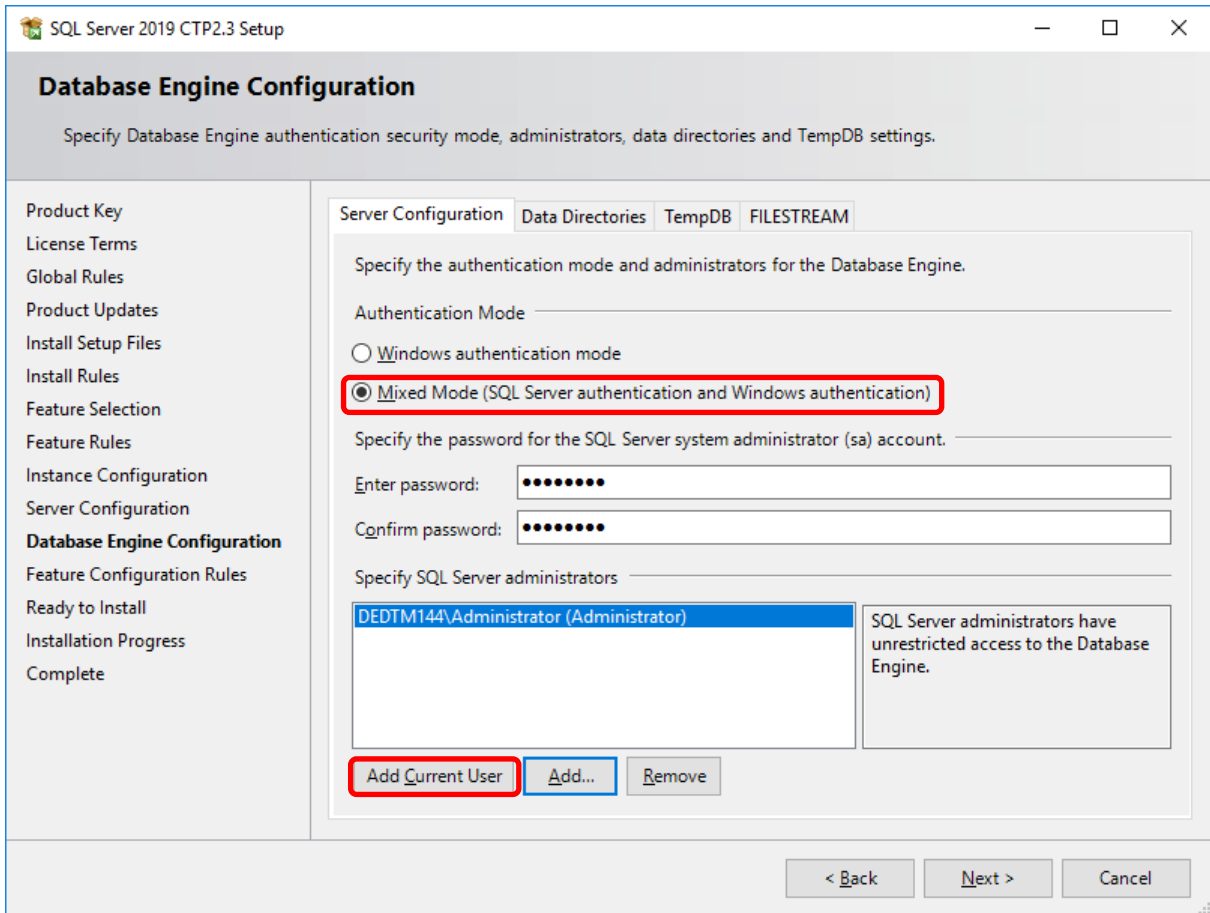 SQL Server 2019 CTP2.3 Setup
Database Engine Configuration
Specify Database Engine authentication security mode, administrators, data directories and TempDB settings.
Product Key
License Terms
Global Rules
Product Updates
Install Setup Files
Install Rules
Feature Selection
Feature Rules
Instance Configuration
Server Configuration
Database Engine Configuration
Feature Configuration Rules
Ready to Install
Installation Progress
Complete
Server Configuration Data Directories TempDB FILESTREAM
Specify the authentication mode and administrators for the Database Engine.
Authentication Mode
Windows authentication mode
Mixed Mode (SQL Server authentication and Windows authentication)
Specify the password for the SQL Server system administrator (sa) account.
Enter password: ●●●●●●●●
Confirm password: ●●●●●●●●
Specify SQL Server administrators
DEDTM144\Administrator (Administrator)
SQL Server administrators have
unrestricted access to the Database
Engine.
Add Current User Add... Remove
< Back Next > Cancel